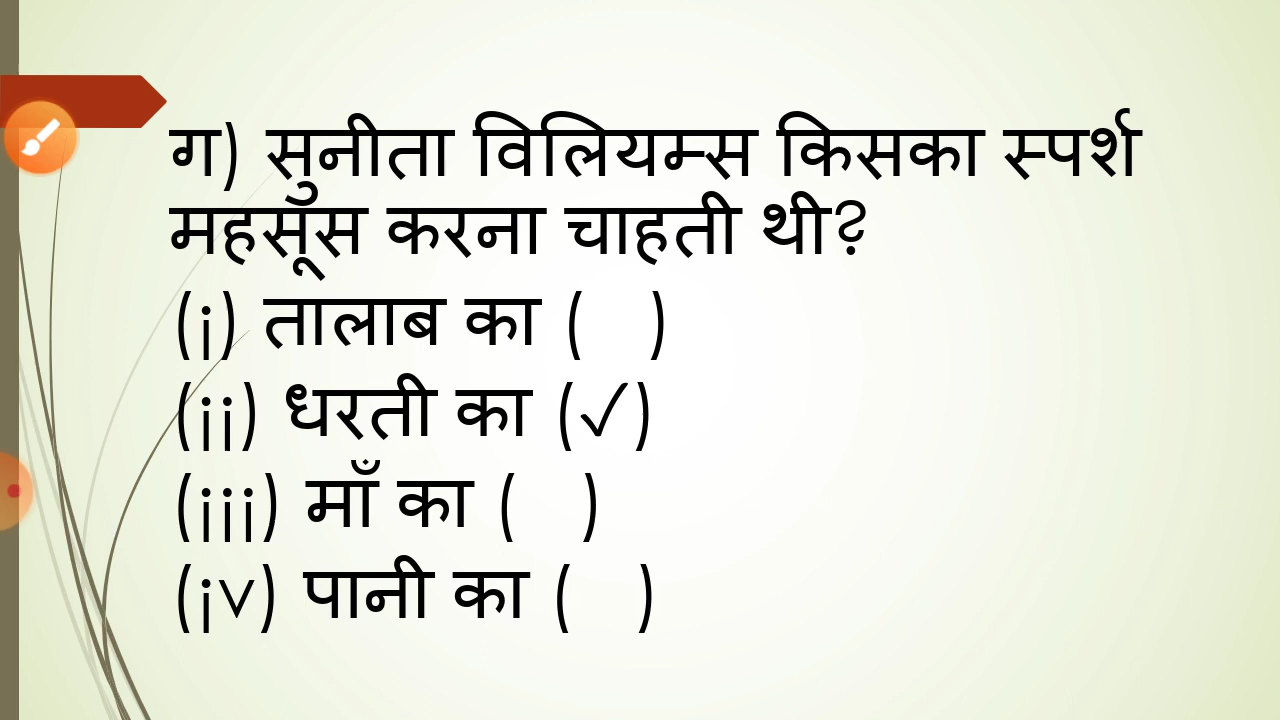 ग) सुनीता विलियम्स किसका स्पर्श
महसूस करना चाहती थी?
(i) तालाब का (   )
(ii) धरती का (✓)
(iii) माँ का (   )
(iv) पानी का (   )